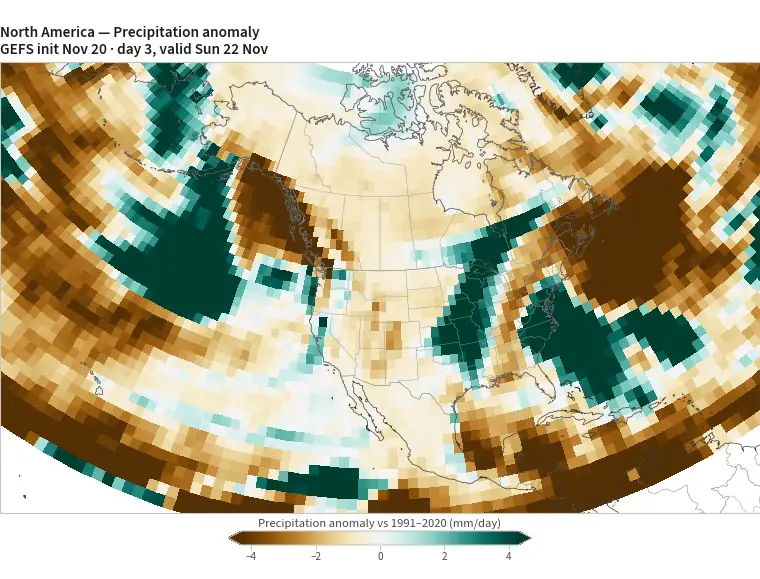 North America — Precipitation anomaly
GEFS init Nov 20 · day 3, valid Sun 22 Nov
Precipitation anomaly vs 1991–2020 (mm/day)
−4 −2 0 2 4